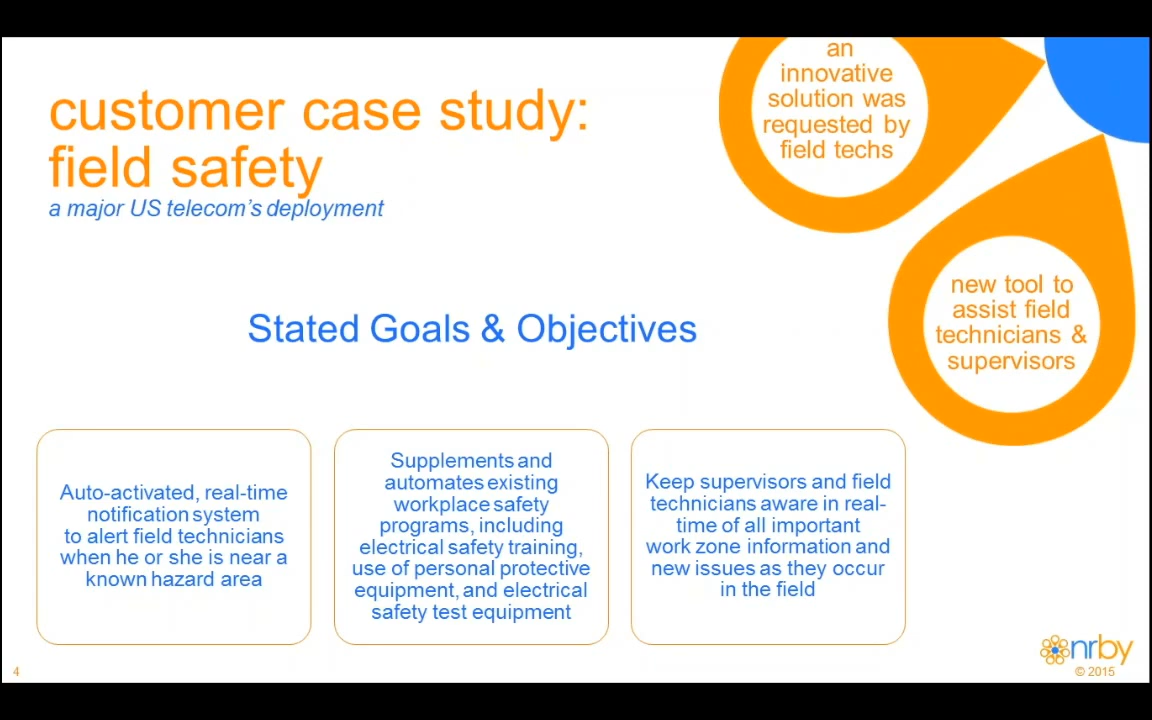 customer case study:
field safety
a major US telecom's deployment
an
innovative
solution was
requested by
field techs
new tool to
assist field
technicians &
supervisors
Stated Goals & Objectives
Auto-activated, real-time
notification system
to alert field technicians
when he or she is near a
known hazard area
Supplements and
automates existing
workplace safety
programs, including
electrical safety training,
use of personal protective
equipment, and electrical
safety test equipment
Keep supervisors and field
technicians aware in real-
time of all important
work zone information and
new issues as they occur
in the field
4
nrby
© 2015